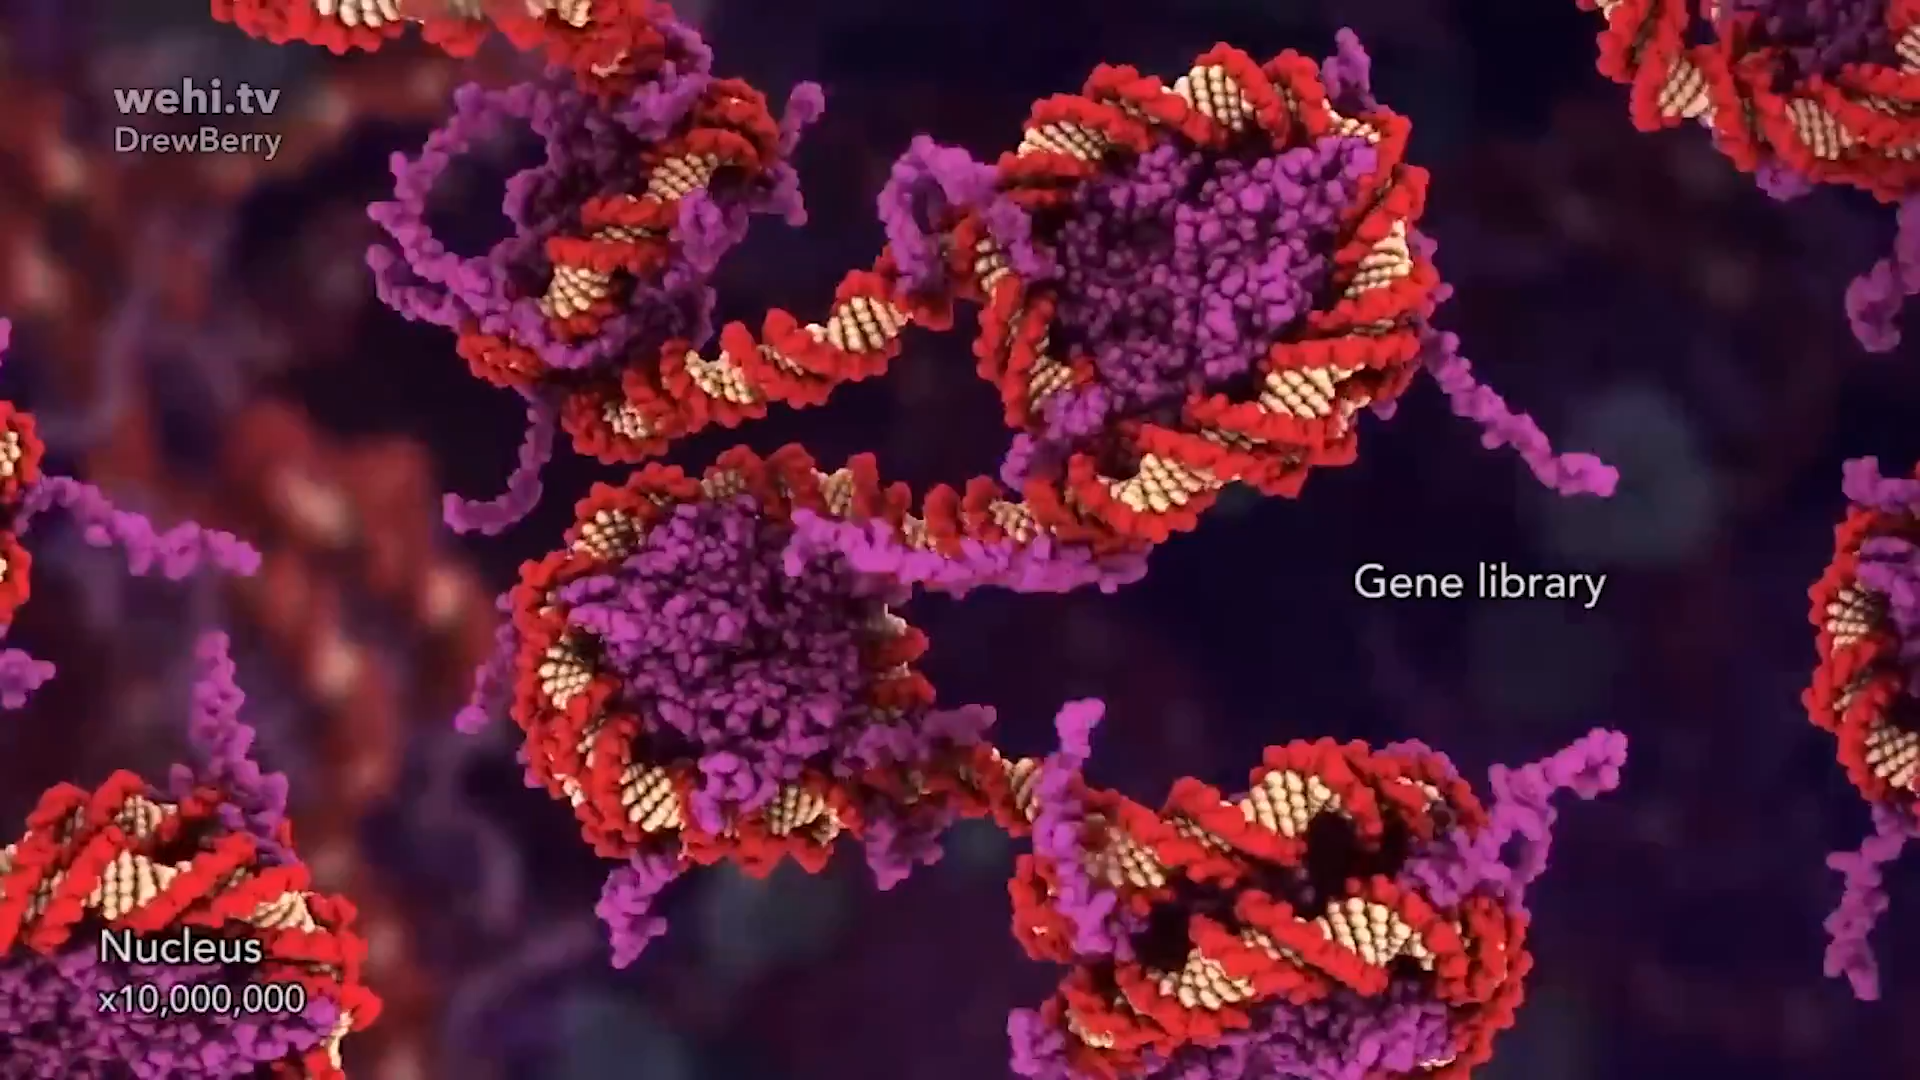 wehi.tv
DrewBerry
Gene library
Nucleus
x10,000,000